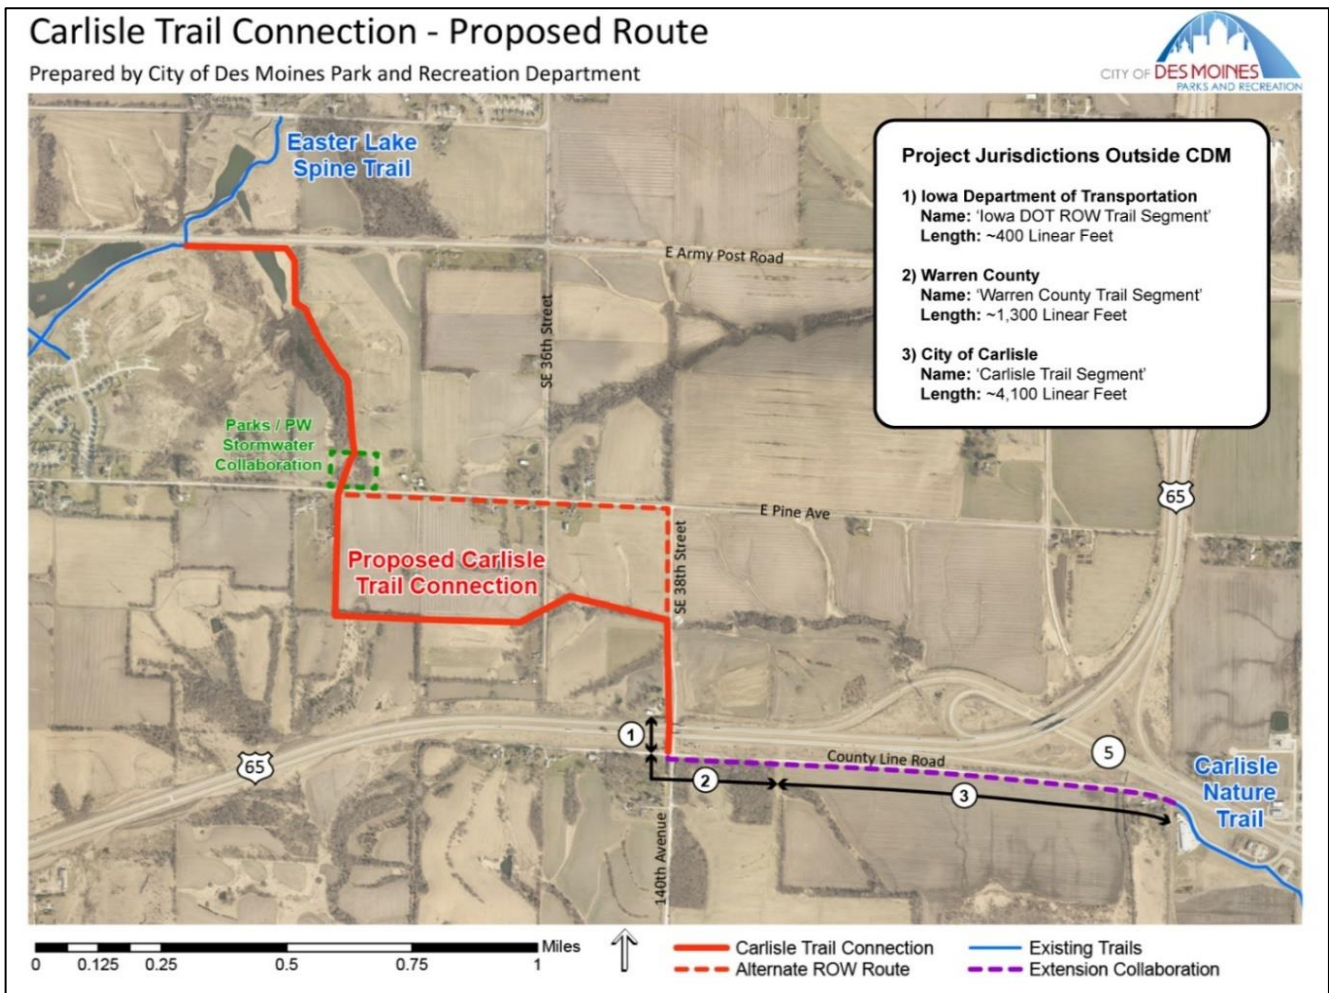 Carlisle Trail Connection - Proposed Route
Prepared by City of Des Moines Park and Recreation Department
CITY OF DES MOINES
PARKS AND RECREATION
Easter Lake
Spine Trail
Project Jurisdictions Outside CDM
1) Iowa Department of Transportation
Name: 'Iowa DOT ROW Trail Segment'
Length: ~400 Linear Feet
2) Warren County
Name: 'Warren County Trail Segment'
Length: ~1,300 Linear Feet
3) City of Carlisle
Name: 'Carlisle Trail Segment'
Length: ~4,100 Linear Feet
E Army Post Road
SE 36th Street
Parks / PW
Stormwater
Collaboration
65
E Pine Ave
Proposed Carlisle
Trail Connection
SE 38th Street
1
65
County Line Road
5
2
3
Carlisle
Nature
Trail
140th Avenue
Miles
0 0.125 0.25 0.5 0.75 1
Carlisle Trail Connection
Alternate ROW Route
Existing Trails
Extension Collaboration